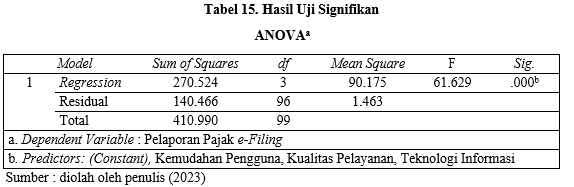 Tabel 15. Hasil Uji Signifikan
ANOVAª
Model Sum of Squares df Mean Square F Sig.
1 Regression 270.524 3 90.175 61.629 .000ᵇ
Residual 140.466 96 1.463
Total 410.990 99
a. Dependent Variable : Pelaporan Pajak e-Filing
b. Predictors: (Constant), Kemudahan Pengguna, Kualitas Pelayanan, Teknologi Informasi
Sumber : diolah oleh penulis (2023)